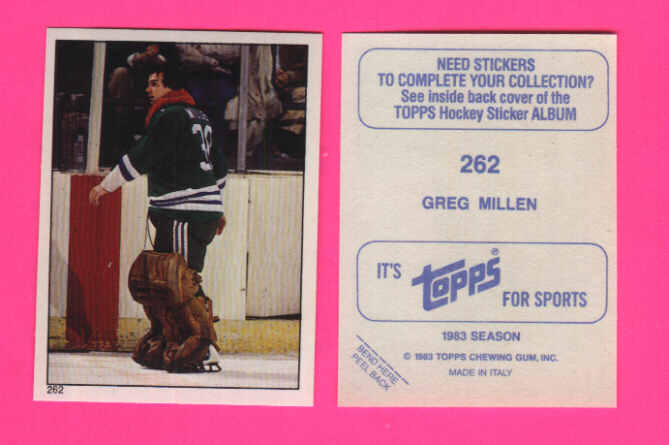 262
NEED STICKERS
TO COMPLETE YOUR COLLECTION?
See inside back cover of the
TOPPS Hockey Sticker ALBUM
262
GREG MILLEN
IT'S
topps®
FOR SPORTS
1983 SEASON
© 1983 TOPPS CHEWING GUM, INC.
MADE IN ITALY
BEND HERE
PEEL BACK